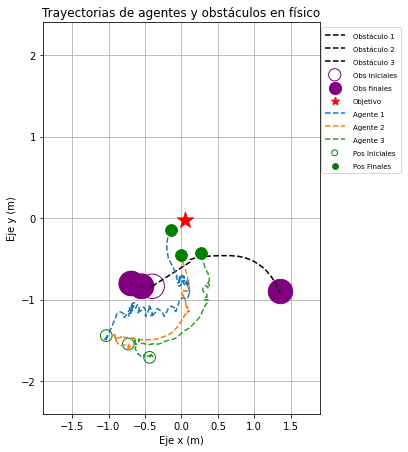 Trayectorias de agentes y obstáculos en físico
Obstáculo 1
Obstáculo 2
Obstáculo 3
Obs iniciales
Obs finales
Objetivo
Agente 1
Agente 2
Agente 3
Pos Iniciales
Pos Finales
Eje y (m)
2
1
0
−1
−2
−1.5
−1.0
−0.5
0.0
0.5
1.0
1.5
Eje x (m)